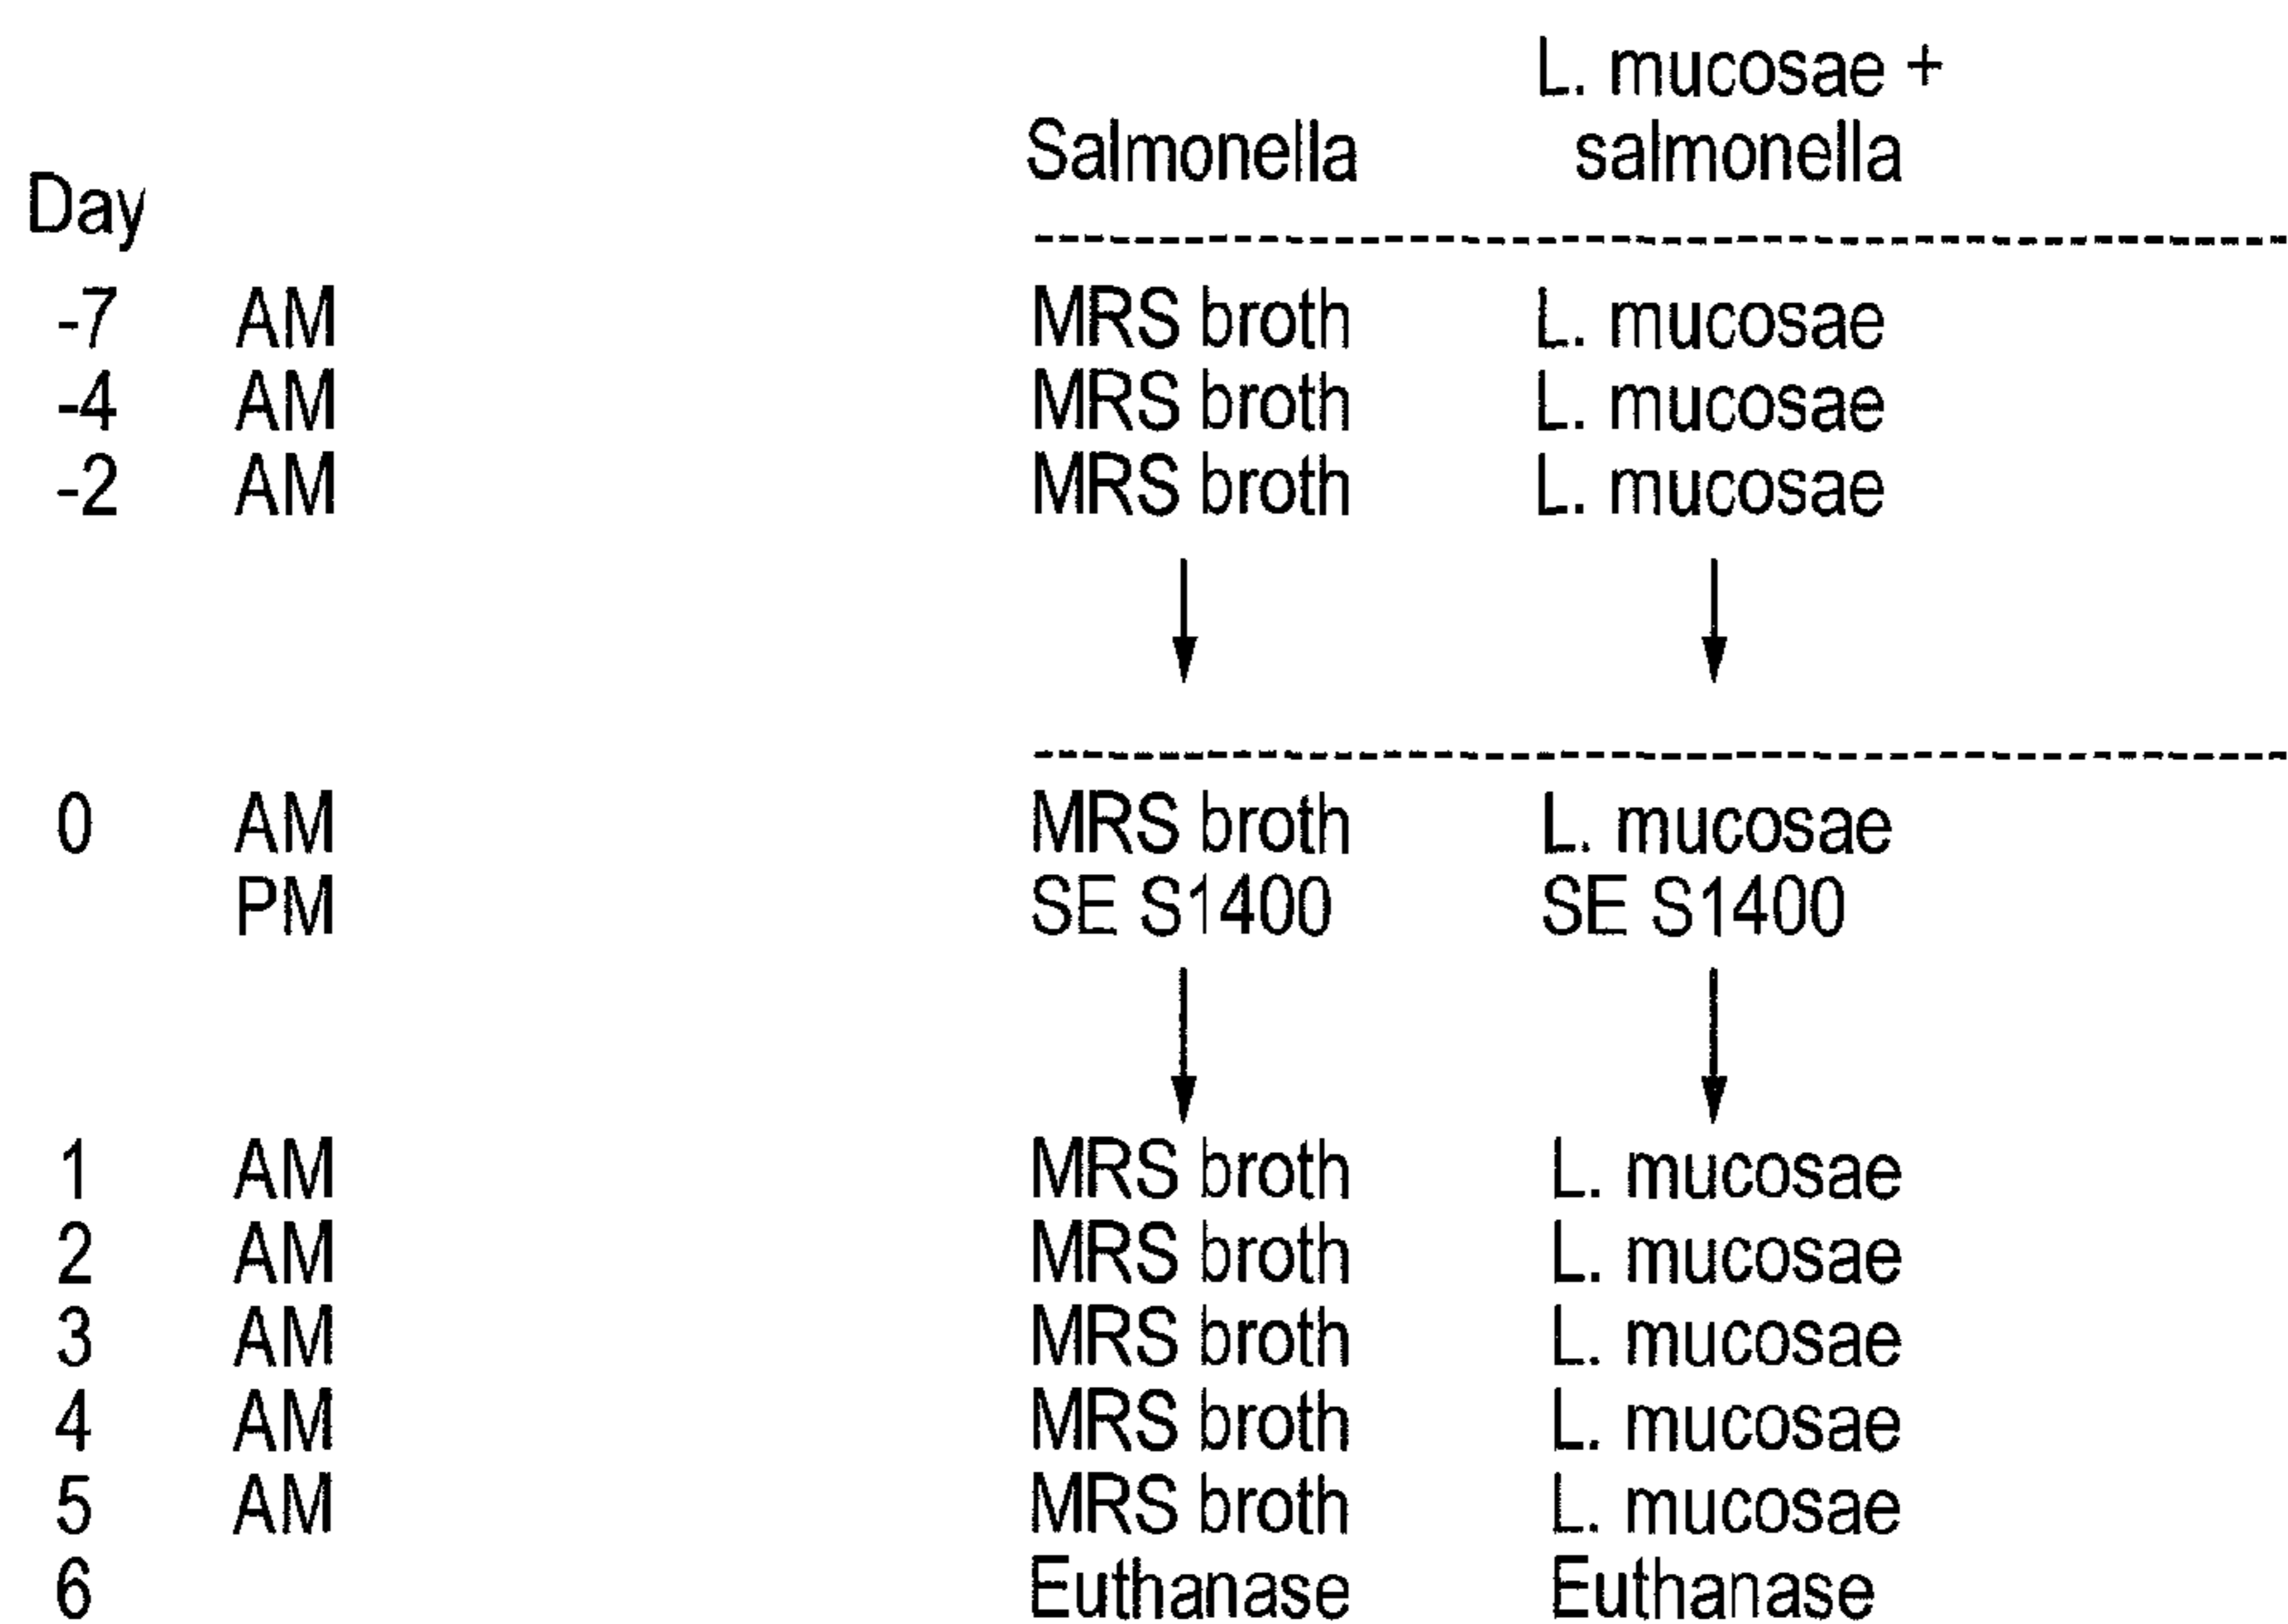 L. mucosae +
Salmonella salmonella
Day
-7 AM MRS broth L. mucosae
-4 AM MRS broth L. mucosae
-2 AM MRS broth L. mucosae
0 AM MRS broth L. mucosae
PM SE S1400 SE S1400
1 AM MRS broth L. mucosae
2 AM MRS broth L. mucosae
3 AM MRS broth L. mucosae
4 AM MRS broth L. mucosae
5 AM MRS broth L. mucosae
6 Euthanase Euthanase